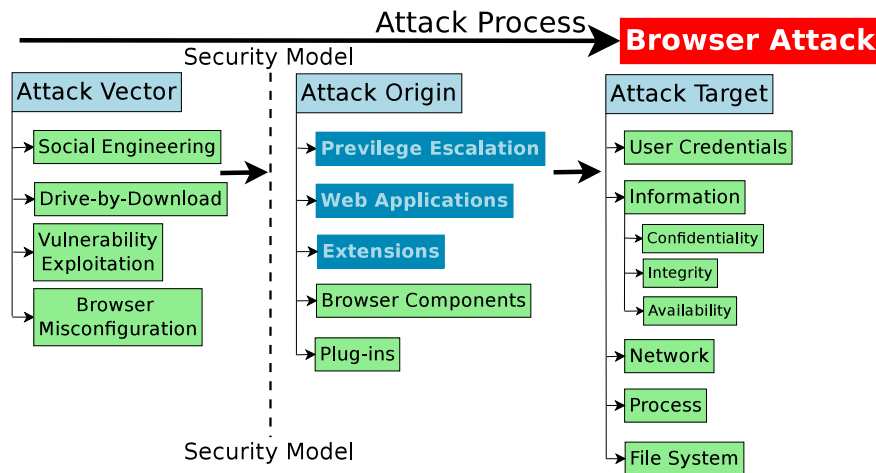 Attack Process
Browser Attack
Security Model
Attack Vector
Social Engineering
Drive-by-Download
Vulnerability
Exploitation
Browser
Misconfiguration
Attack Origin
Previlege Escalation
Web Applications
Extensions
Browser Components
Plug-ins
Attack Target
User Credentials
Information
Confidentiality
Integrity
Availability
Network
Process
File System
Security Model